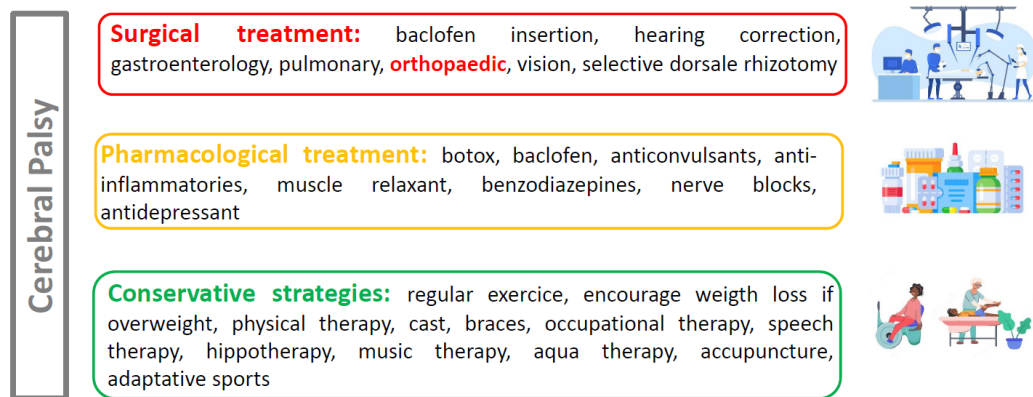 Cerebral Palsy
Surgical treatment: baclofen insertion, hearing correction,
gastroenterology, pulmonary, orthopaedic, vision, selective dorsale rhizotomy
Pharmacological treatment: botox, baclofen, anticonvulsants, anti-
inflammatories, muscle relaxant, benzodiazepines, nerve blocks,
antidepressant
Conservative strategies: regular exercice, encourage weigth loss if
overweight, physical therapy, cast, braces, occupational therapy, speech
therapy, hippotherapy, music therapy, aqua therapy, accupuncture,
adaptative sports